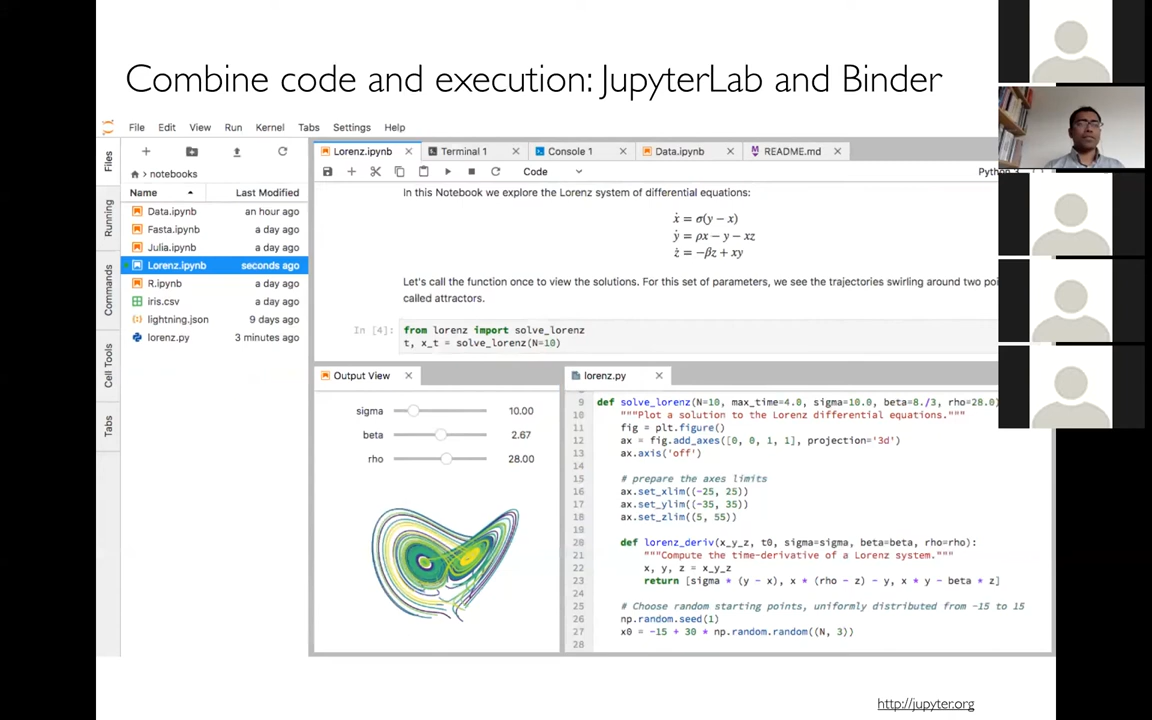 Combine code and execution: JupyterLab and Binder
File Edit View Run Kernel Tabs Settings Help
Files
Running
Commands
Cell Tools
Tabs
notebooks
Name Last Modified
Data.ipynb an hour ago
Fasta.ipynb a day ago
Julia.ipynb a day ago
Lorenz.ipynb seconds ago
R.ipynb a day ago
iris.csv a day ago
lightning.json 9 days ago
lorenz.py 3 minutes ago
Lorenz.ipynb Terminal 1 Console 1 Data.ipynb README.md
Code
In this Notebook we explore the Lorenz system of differential equations:
ẋ = σ(y − x)
ẏ = ρx − y − xz
ż = −βz + xy
Let's call the function once to view the solutions. For this set of parameters, we see the trajectories swirling around two
called attractors.
In [4]: from lorenz import solve_lorenz
t, x_t = solve_lorenz(N=10)
Output View
sigma 10.00
beta 2.67
rho 28.00
lorenz.py
9 def solve_lorenz(N=10, max_time=4.0, sigma=10.0, beta=8./3, rho=28.0)
10 """Plot a solution to the Lorenz differential equations."""
11 fig = plt.figure()
12 ax = fig.add_axes([0, 0, 1, 1], projection='3d')
13 ax.axis('off')
14
15 # prepare the axes limits
16 ax.set_xlim((-25, 25))
17 ax.set_ylim((-35, 35))
18 ax.set_zlim((5, 55))
19
20 def lorenz_deriv(x_y_z, t0, sigma=sigma, beta=beta, rho=rho):
21 """Compute the time-derivative of a Lorenz system."""
22 x, y, z = x_y_z
23 return [sigma * (y - x), x * (rho - z) - y, x * y - beta * z]
24
25 # Choose random starting points, uniformly distributed from -15 to 15
26 np.random.seed(1)
27 x0 = -15 + 30 * np.random.random((N, 3))
28
http://jupyter.org